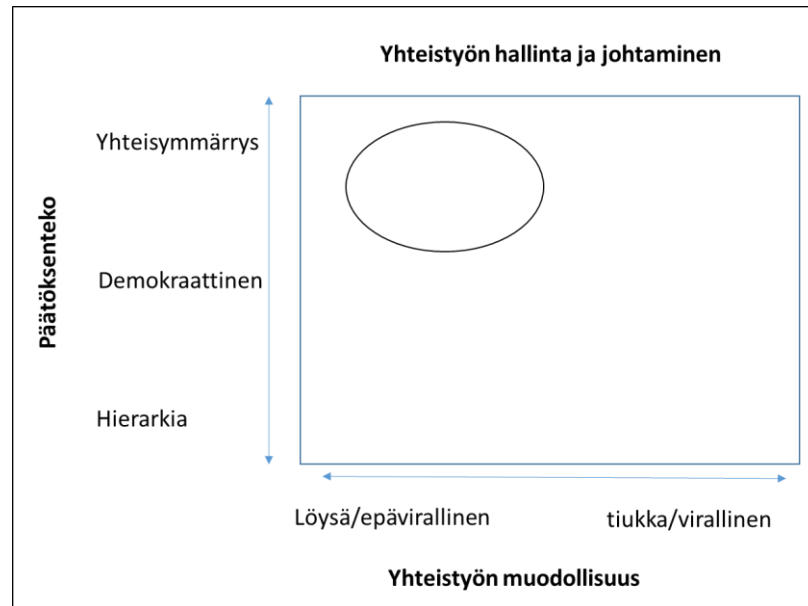 Yhteistyön hallinta ja johtaminen
Yhteisymmärrys
Päätöksenteko
Demokraattinen
Hierarkia
Löysä/epävirallinen
tiukka/virallinen
Yhteistyön muodollisuus